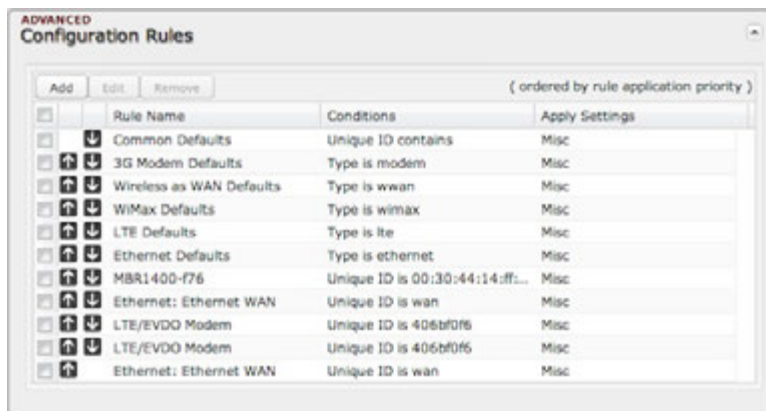 ADVANCED
Configuration Rules
Add Edit Remove ( ordered by rule application priority )
Rule Name Conditions Apply Settings
Common Defaults Unique ID contains Misc
3G Modem Defaults Type is modem Misc
Wireless as WAN Defaults Type is wwan Misc
WiMax Defaults Type is wimax Misc
LTE Defaults Type is lte Misc
Ethernet Defaults Type is ethernet Misc
MBR1400-f76 Unique ID is 00:30:44:14:ff:... Misc
Ethernet: Ethernet WAN Unique ID is wan Misc
LTE/EVDO Modem Unique ID is 406bf0f6 Misc
LTE/EVDO Modem Unique ID is 406bf0f6 Misc
Ethernet: Ethernet WAN Unique ID is wan Misc